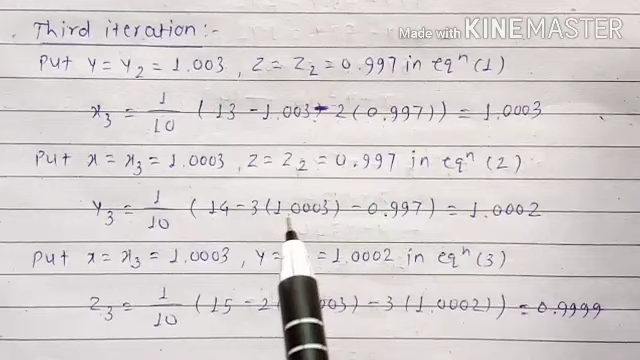 Made with KINEMASTER
Third iteration :-
Put Y = Y₂ = 1.003 , Z = Z₂ = 0.997 in eqⁿ (1)
x₃ = 1/10 ( 13 - 1.003 - 2(0.997)) = 1.0003
Put x = x₃ = 1.0003 , Z = Z₂ = 0.997 in eqⁿ (2)
Y₃ = 1/10 ( 14 - 3(1.0003) - 0.997) = 1.0002
Put x = x₃ = 1.0003 , Y = = 1.0002 in eqⁿ (3)
Z₃ = 1/10 ( 15 - 2( 003) - 3(1.0002)) = 0.9999